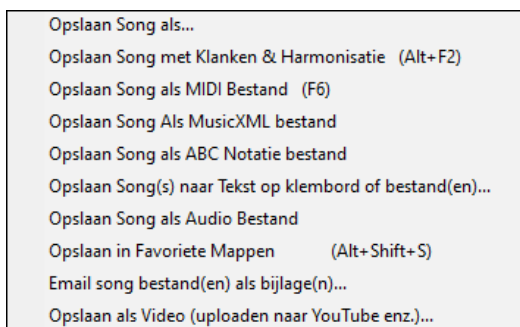 Opslaan Song als...
Opslaan Song met Klanken & Harmonisatie (Alt+F2)
Opslaan Song als MIDI Bestand (F6)
Opslaan Song Als MusicXML bestand
Opslaan Song als ABC Notatie bestand
Opslaan Song(s) naar Tekst op klembord of bestand(en)...
Opslaan Song als Audio Bestand
Opslaan in Favoriete Mappen (Alt+Shift+S)
Email song bestand(en) als bijlage(n)...
Opslaan als Video (uploaden naar YouTube enz.)...